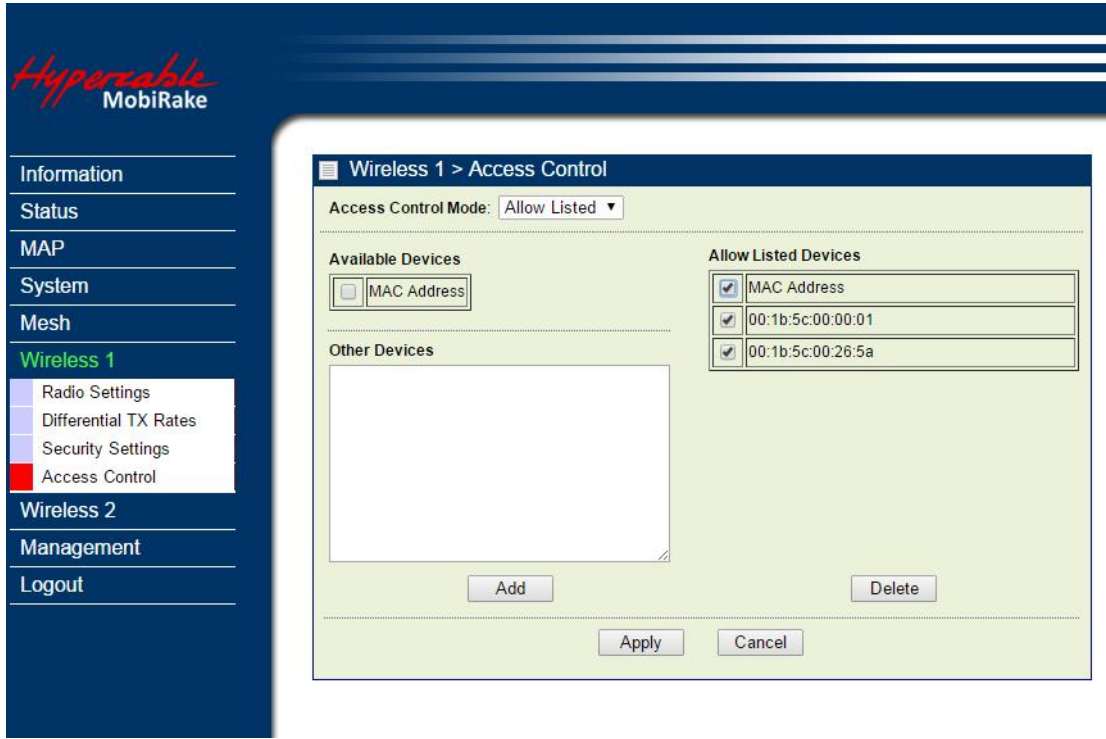 Hyperzable
MobiRake
Information
Status
MAP
System
Mesh
Wireless 1
Radio Settings
Differential TX Rates
Security Settings
Access Control
Wireless 2
Management
Logout
Wireless 1 > Access Control
Access Control Mode: Allow Listed
Available Devices
MAC Address
Other Devices
Add
Allow Listed Devices
MAC Address
00:1b:5c:00:00:01
00:1b:5c:00:26:5a
Delete
Apply Cancel